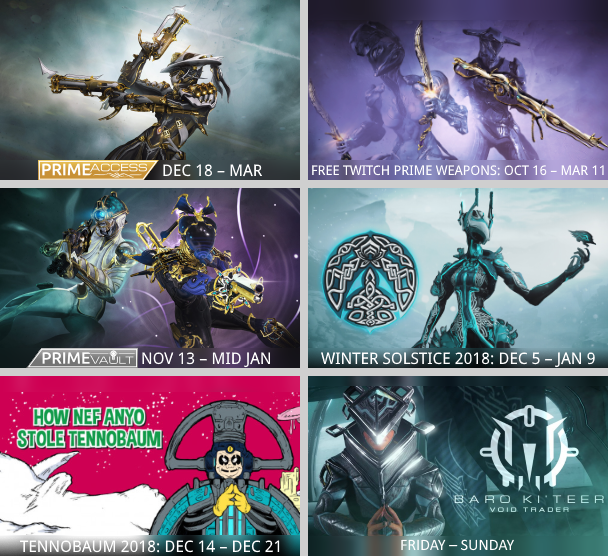 PRIMEACCESS DEC 18 – MAR
FREE TWITCH PRIME WEAPONS: OCT 16 – MAR 11
PRIMEVAULT NOV 13 – MID JAN
WINTER SOLSTICE 2018: DEC 5 – JAN 9
HOW NEF ANYO
STOLE TENNOBAUM
TENNOBAUM 2018: DEC 14 – DEC 21
BARO KI'TEER
VOID TRADER
FRIDAY – SUNDAY